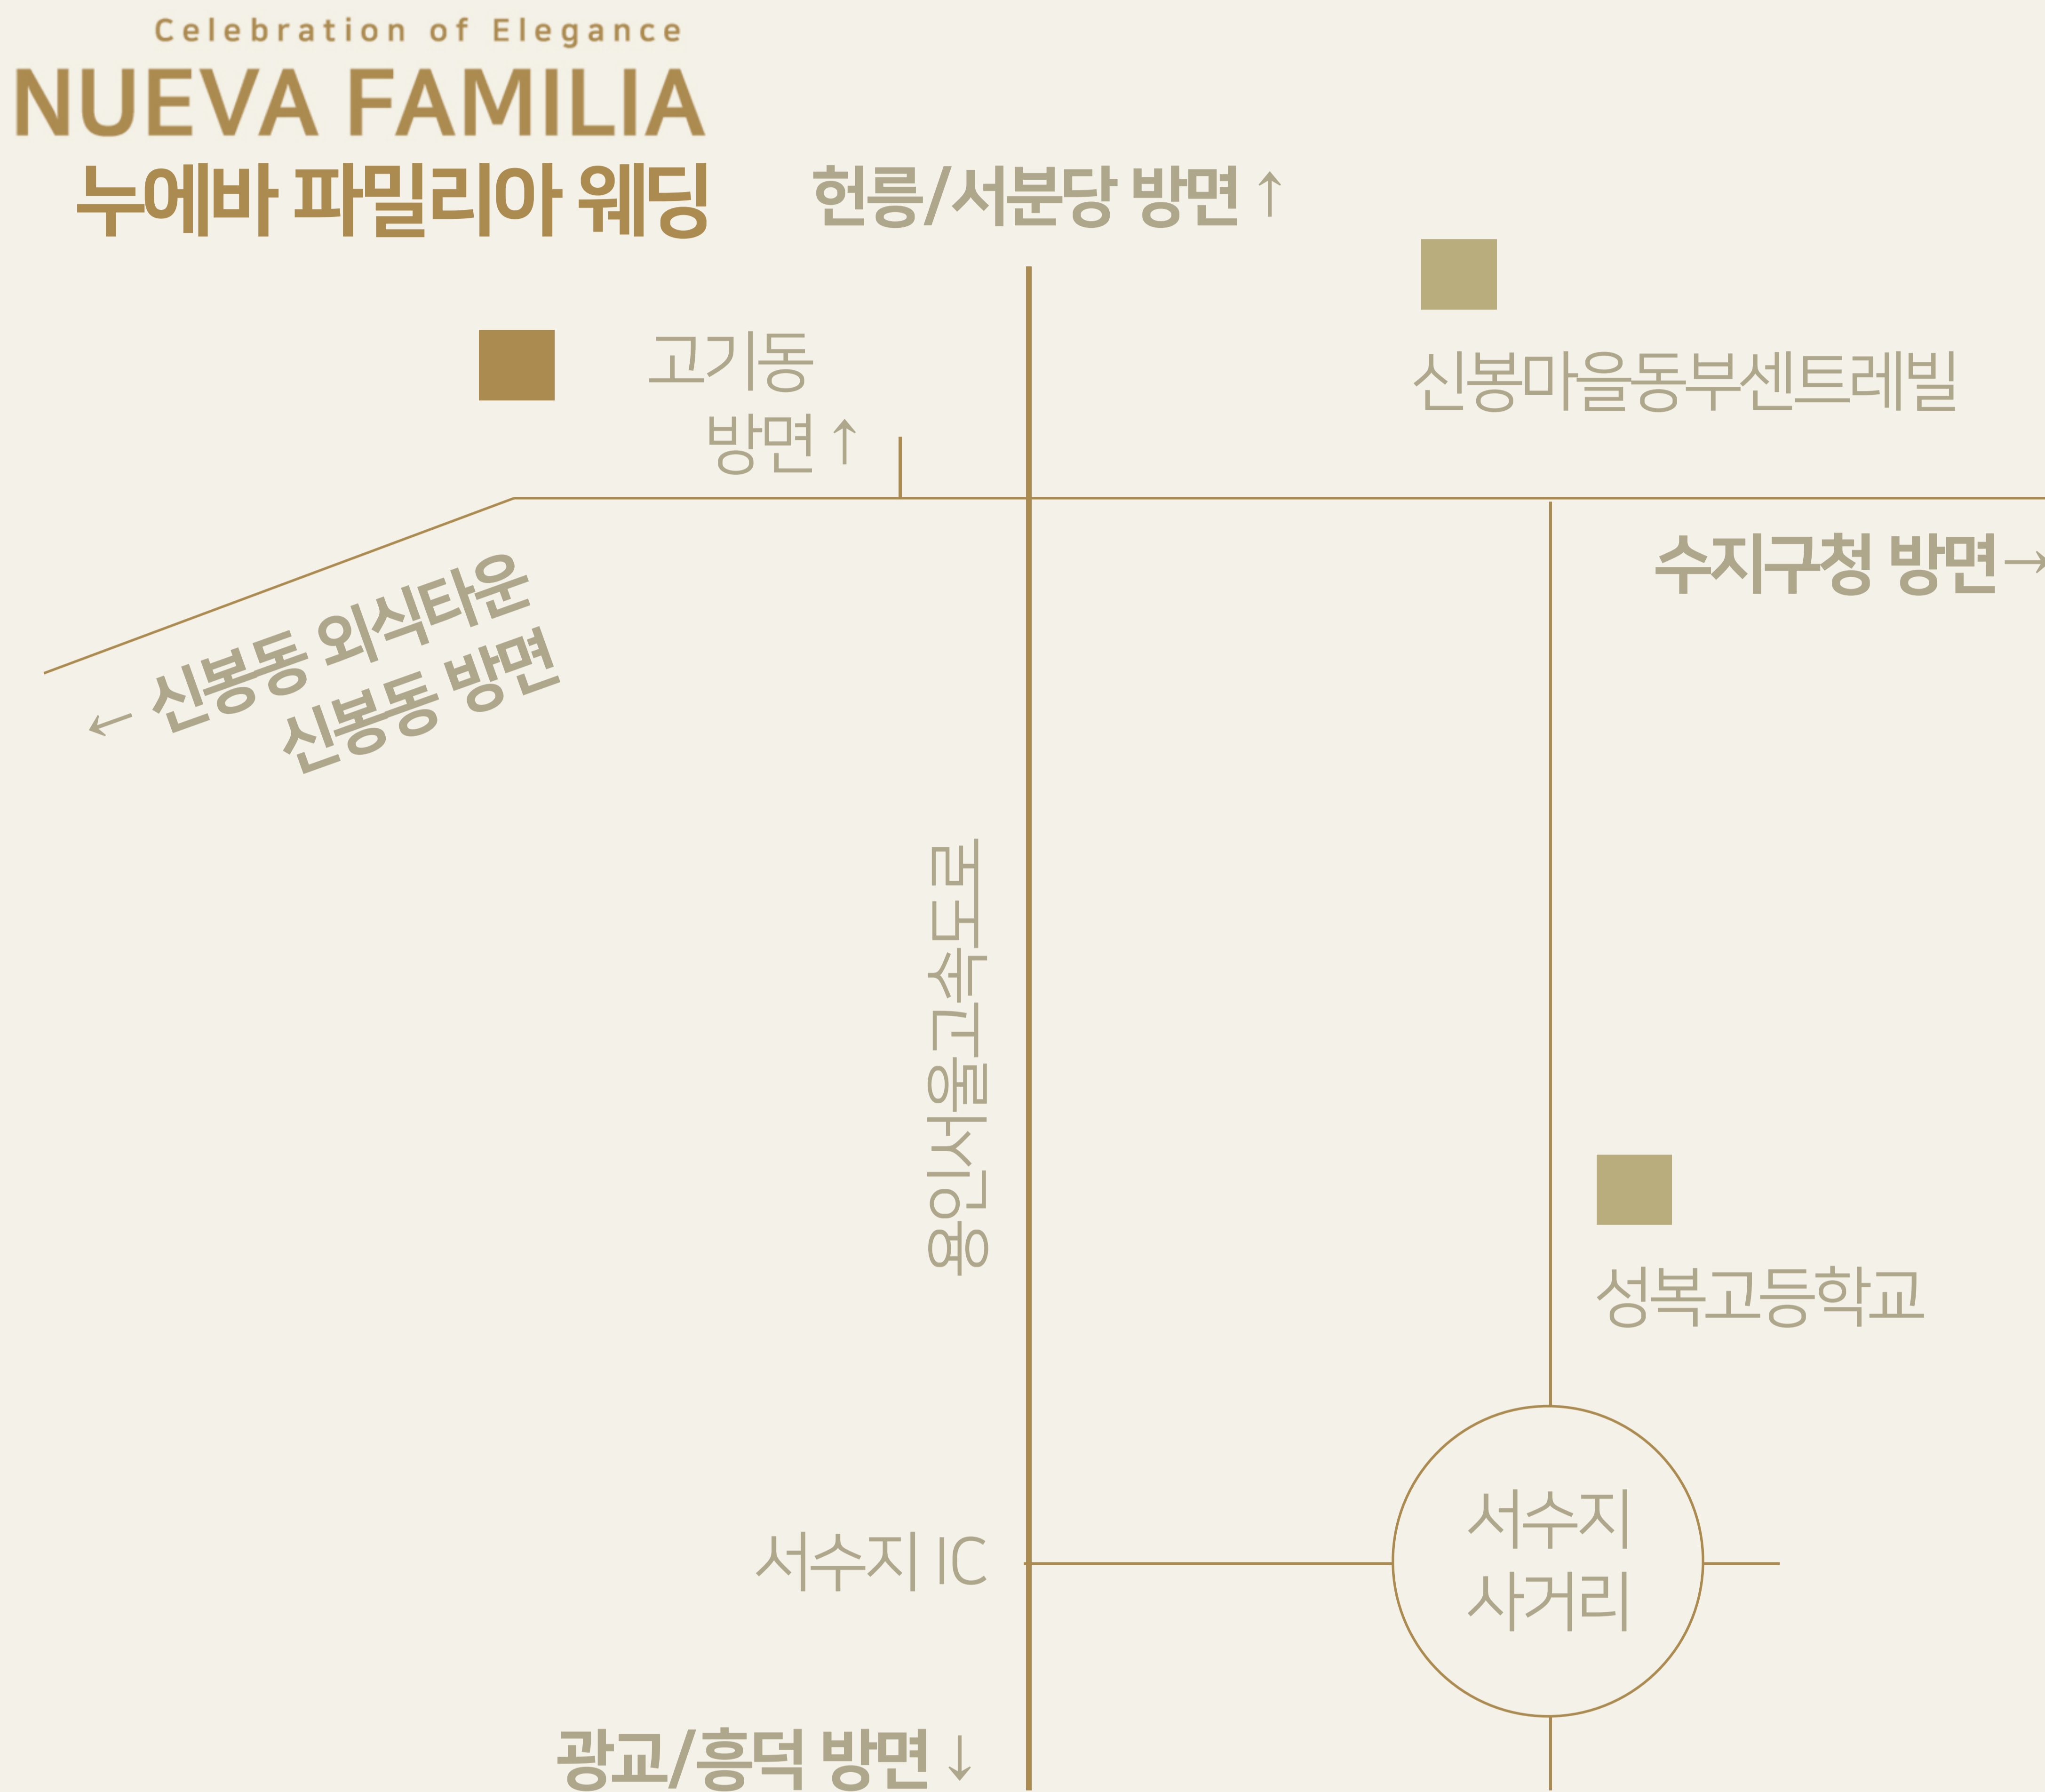 Celebration of Elegance
NUEVA FAMILIA
누에바 파밀리아 웨딩
헌릉/서분당 방면 ↑
고기동
방면 ↑
신봉마을동부센트레빌
수지구청 방면 →
← 신봉동 외식타운
신봉동 방면
용인서울고속도로
성복고등학교
서수지 IC
서수지
사거리
광교/흥덕 방면 ↓